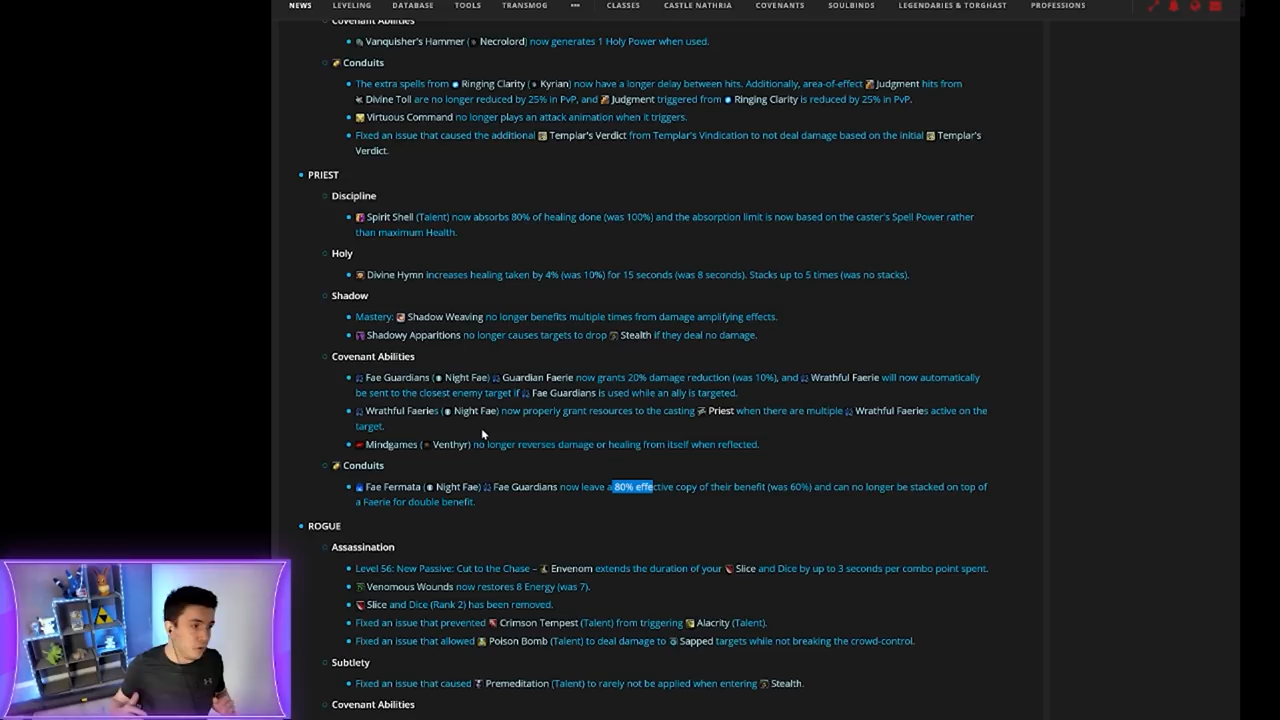 NEWS LEVELING DATABASE TOOLS TRANSMOG ••• CLASSES CASTLE NATHRIA COVENANTS SOULBINDS LEGENDARIES & TORGHAST PROFESSIONS
Covenant Abilities
Vanquisher's Hammer (Necrolord) now generates 1 Holy Power when used.
Conduits
The extra spells from Ringing Clarity (Kyrian) now have a longer delay between hits. Additionally, area-of-effect Judgment hits from
Divine Toll are no longer reduced by 25% in PvP, and Judgment triggered from Ringing Clarity is reduced by 25% in PvP.
Virtuous Command no longer plays an attack animation when it triggers.
Fixed an issue that caused the additional Templar's Verdict from Templar's Vindication to not deal damage based on the initial Templar's
Verdict.
PRIEST
Discipline
Spirit Shell (Talent) now absorbs 80% of healing done (was 100%) and the absorption limit is now based on the caster's Spell Power rather
than maximum Health.
Holy
Divine Hymn increases healing taken by 4% (was 10%) for 15 seconds (was 8 seconds). Stacks up to 5 times (was no stacks).
Shadow
Mastery: Shadow Weaving no longer benefits multiple times from damage amplifying effects.
Shadowy Apparitions no longer causes targets to drop Stealth if they deal no damage.
Covenant Abilities
Fae Guardians (Night Fae) Guardian Faerie now grants 20% damage reduction (was 10%), and Wrathful Faerie will now automatically
be sent to the closest enemy target if Fae Guardians is used while an ally is targeted.
Wrathful Faeries (Night Fae) now properly grant resources to the casting Priest when there are multiple Wrathful Faeries active on the
target.
Mindgames (Venthyr) no longer reverses damage or healing from itself when reflected.
Conduits
Fae Fermata (Night Fae) Fae Guardians now leave a 80% effective copy of their benefit (was 60%) and can no longer be stacked on top of
a Faerie for double benefit.
ROGUE
Assassination
Level 56: New Passive: Cut to the Chase – Envenom extends the duration of your Slice and Dice by up to 3 seconds per combo point spent.
Venomous Wounds now restores 8 Energy (was 7).
Slice and Dice (Rank 2) has been removed.
Fixed an issue that prevented Crimson Tempest (Talent) from triggering Alacrity (Talent).
Fixed an issue that allowed Poison Bomb (Talent) to deal damage to Sapped targets while not breaking the crowd-control.
Subtlety
Fixed an issue that caused Premeditation (Talent) to rarely not be applied when entering Stealth.
Covenant Abilities